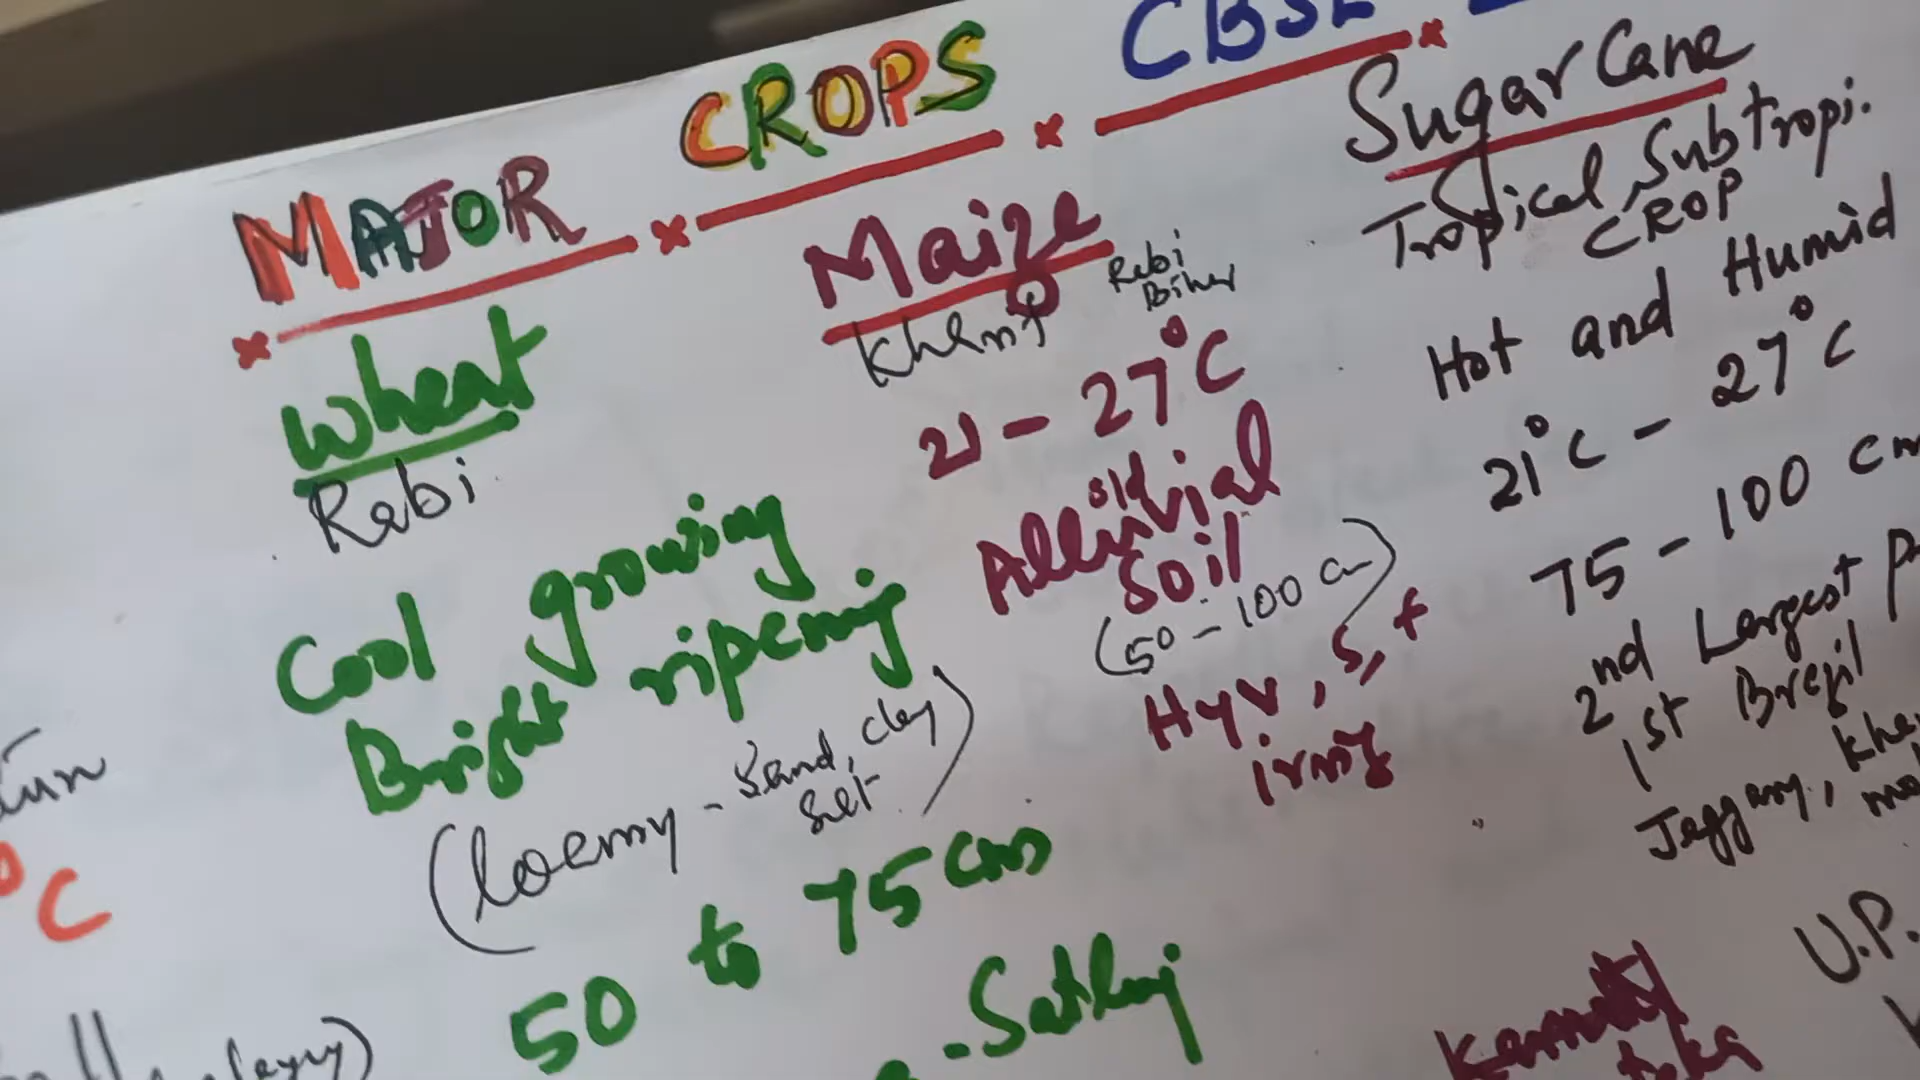 MAJOR CROPS CBSE
Wheat
Rabi
Cool growing
Bright ripening
(loamy - Sand, clay
silt)
50 to 75 cm
-Satluj
Maize
Kharif
Rabi
Bihar
21 - 27°C
old
Alluvial
Soil
(50 - 100 cm)
Hyv, S, f
irrig
Sugar Cane
Tropical, Subtropi.
CROP
Hot and Humid
21°C - 27°C
75 - 100 cm
2nd Largest
1st Brazil
Jaggary,
U.P.
°C